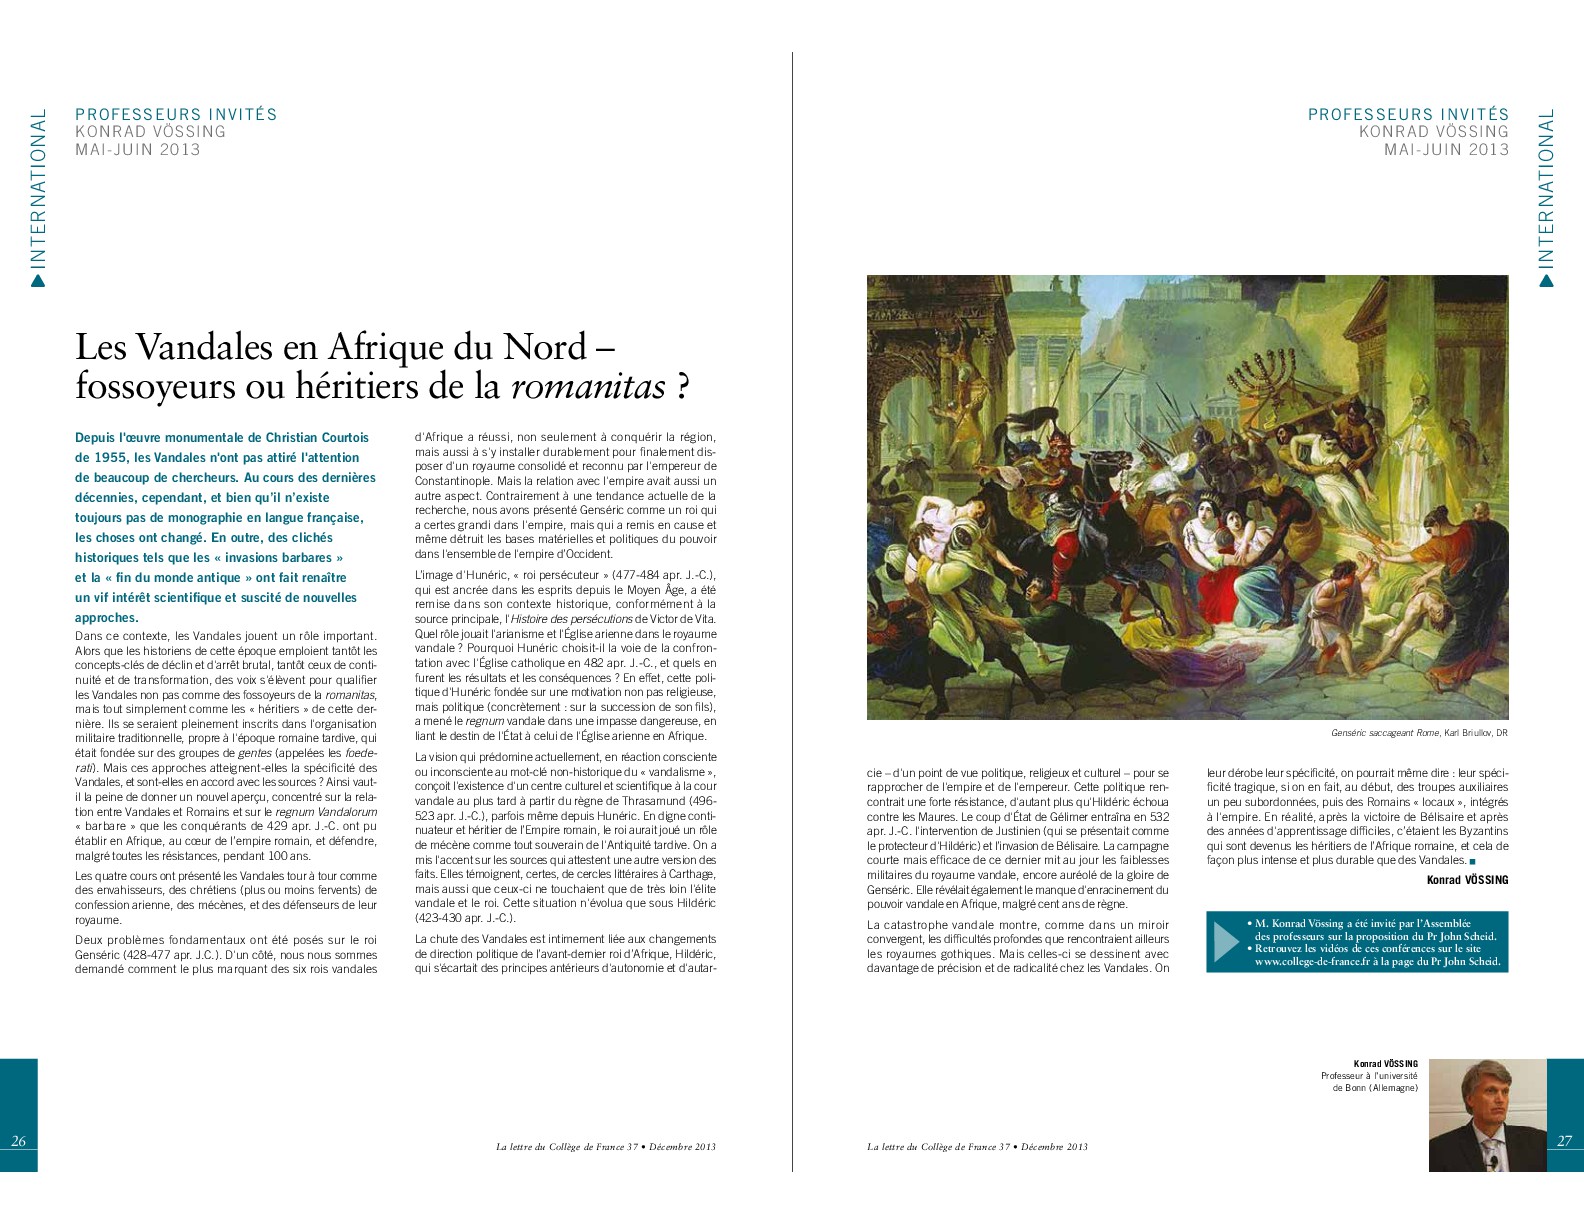 INTERNATIONAL
PROFESSEURS INVITÉS
KONRAD VÖSSING
MAI-JUIN 2013
Les Vandales en Afrique du Nord –
fossoyeurs ou héritiers de la romanitas ?
Depuis l'œuvre monumentale de Christian Courtois
de 1955, les Vandales n'ont pas attiré l'attention
de beaucoup de chercheurs. Au cours des dernières
décennies, cependant, et bien qu'il n'existe
toujours pas de monographie en langue française,
les choses ont changé. En outre, des clichés
historiques tels que les « invasions barbares »
et la « fin du monde antique » ont fait renaître
un vif intérêt scientifique et suscité de nouvelles
approches.
Dans ce contexte, les Vandales jouent un rôle important.
Alors que les historiens de cette époque emploient tantôt les
concepts-clés de déclin et d'arrêt brutal, tantôt ceux de conti-
nuité et de transformation, des voix s'élèvent pour qualifier
les Vandales non pas comme des fossoyeurs de la romanitas,
mais tout simplement comme les « héritiers » de cette der-
nière. Ils se seraient pleinement inscrits dans l'organisation
militaire traditionnelle, propre à l'époque romaine tardive, qui
était fondée sur des groupes de gentes (appelées les foede-
rati). Mais ces approches atteignent-elles la spécificité des
Vandales, et sont-elles en accord avec les sources ? Ainsi vaut-
il la peine de donner un nouvel aperçu, concentré sur la rela-
tion entre Vandales et Romains et sur le regnum Vandalorum
« barbare » que les conquérants de 429 apr. J.-C. ont pu
établir en Afrique, au cœur de l'empire romain, et défendre,
malgré toutes les résistances, pendant 100 ans.
Les quatre cours ont présenté les Vandales tour à tour comme
des envahisseurs, des chrétiens (plus ou moins fervents) de
confession arienne, des mécènes, et des défenseurs de leur
royaume.
Deux problèmes fondamentaux ont été posés sur le roi
Genséric (428-477 apr. J.C.). D'un côté, nous nous sommes
demandé comment le plus marquant des six rois vandales
d'Afrique a réussi, non seulement à conquérir la région,
mais aussi à s'y installer durablement pour finalement dis-
poser d'un royaume consolidé et reconnu par l'empereur de
Constantinople. Mais la relation avec l'empire avait aussi un
autre aspect. Contrairement à une tendance actuelle de la
recherche, nous avons présenté Genséric comme un roi qui
a certes grandi dans l'empire, mais qui a remis en cause et
même détruit les bases matérielles et politiques du pouvoir
dans l'ensemble de l'empire d'Occident.
L'image d'Hunéric, « roi persécuteur » (477-484 apr. J.-C.),
qui est ancrée dans les esprits depuis le Moyen Âge, a été
remise dans son contexte historique, conformément à la
source principale, l'Histoire des persécutions de Victor de Vita.
Quel rôle jouait l'arianisme et l'Église arienne dans le royaume
vandale ? Pourquoi Hunéric choisit-il la voie de la confron-
tation avec l'Église catholique en 482 apr. J.-C., et quels en
furent les résultats et les conséquences ? En effet, cette poli-
tique d'Hunéric fondée sur une motivation non pas religieuse,
mais politique (concrètement : sur la succession de son fils),
a mené le regnum vandale dans une impasse dangereuse, en
liant le destin de l'État à celui de l'Église arienne en Afrique.
La vision qui prédomine actuellement, en réaction consciente
ou inconsciente au mot-clé non-historique du « vandalisme »,
conçoit l'existence d'un centre culturel et scientifique à la cour
vandale au plus tard à partir du règne de Thrasamund (496-
523 apr. J.-C.), parfois même depuis Hunéric. En digne conti-
nuateur et héritier de l'Empire romain, le roi aurait joué un rôle
de mécène comme tout souverain de l'Antiquité tardive. On a
mis l'accent sur les sources qui attestent une autre version des
faits. Elles témoignent, certes, de cercles littéraires à Carthage,
mais aussi que ceux-ci ne touchaient que de très loin l'élite
vandale et le roi. Cette situation n'évolua que sous Hildéric
(423-430 apr. J.-C.).
La chute des Vandales est intimement liée aux changements
de direction politique de l'avant-dernier roi d'Afrique, Hildéric,
qui s'écartait des principes antérieurs d'autonomie et d'autar-
26
La lettre du Collège de France 37 • Décembre 2013
PROFESSEURS INVITÉS
KONRAD VÖSSING
MAI-JUIN 2013
INTERNATIONAL
Genséric saccageant Rome, Karl Briullov, DR
cie – d'un point de vue politique, religieux et culturel – pour se
rapprocher de l'empire et de l'empereur. Cette politique ren-
contrait une forte résistance, d'autant plus qu'Hildéric échoua
contre les Maures. Le coup d'État de Gélimer entraîna en 532
apr. J.-C. l'intervention de Justinien (qui se présentait comme
le protecteur d'Hildéric) et l'invasion de Bélisaire. La campagne
courte mais efficace de ce dernier mit au jour les faiblesses
militaires du royaume vandale, encore auréolé de la gloire de
Genséric. Elle révélait également le manque d'enracinement du
pouvoir vandale en Afrique, malgré cent ans de règne.
La catastrophe vandale montre, comme dans un miroir
convergent, les difficultés profondes que rencontraient ailleurs
les royaumes gothiques. Mais celles-ci se dessinent avec
davantage de précision et de radicalité chez les Vandales. On
leur dérobe leur spécificité, on pourrait même dire : leur spéci-
ficité tragique, si on en fait, au début, des troupes auxiliaires
un peu subordonnées, puis des Romains « locaux », intégrés
à l'empire. En réalité, après la victoire de Bélisaire et après
des années d'apprentissage difficiles, c'étaient les Byzantins
qui sont devenus les héritiers de l'Afrique romaine, et cela de
façon plus intense et plus durable que des Vandales. ■
Konrad VÖSSING
• M. Konrad Vössing a été invité par l'Assemblée
des professeurs sur la proposition du Pr John Scheid.
• Retrouvez les vidéos de ces conférences sur le site
www.college-de-france.fr à la page du Pr John Scheid.
Konrad VÖSSING
Professeur à l'université
de Bonn (Allemagne)
La lettre du Collège de France 37 • Décembre 2013
27